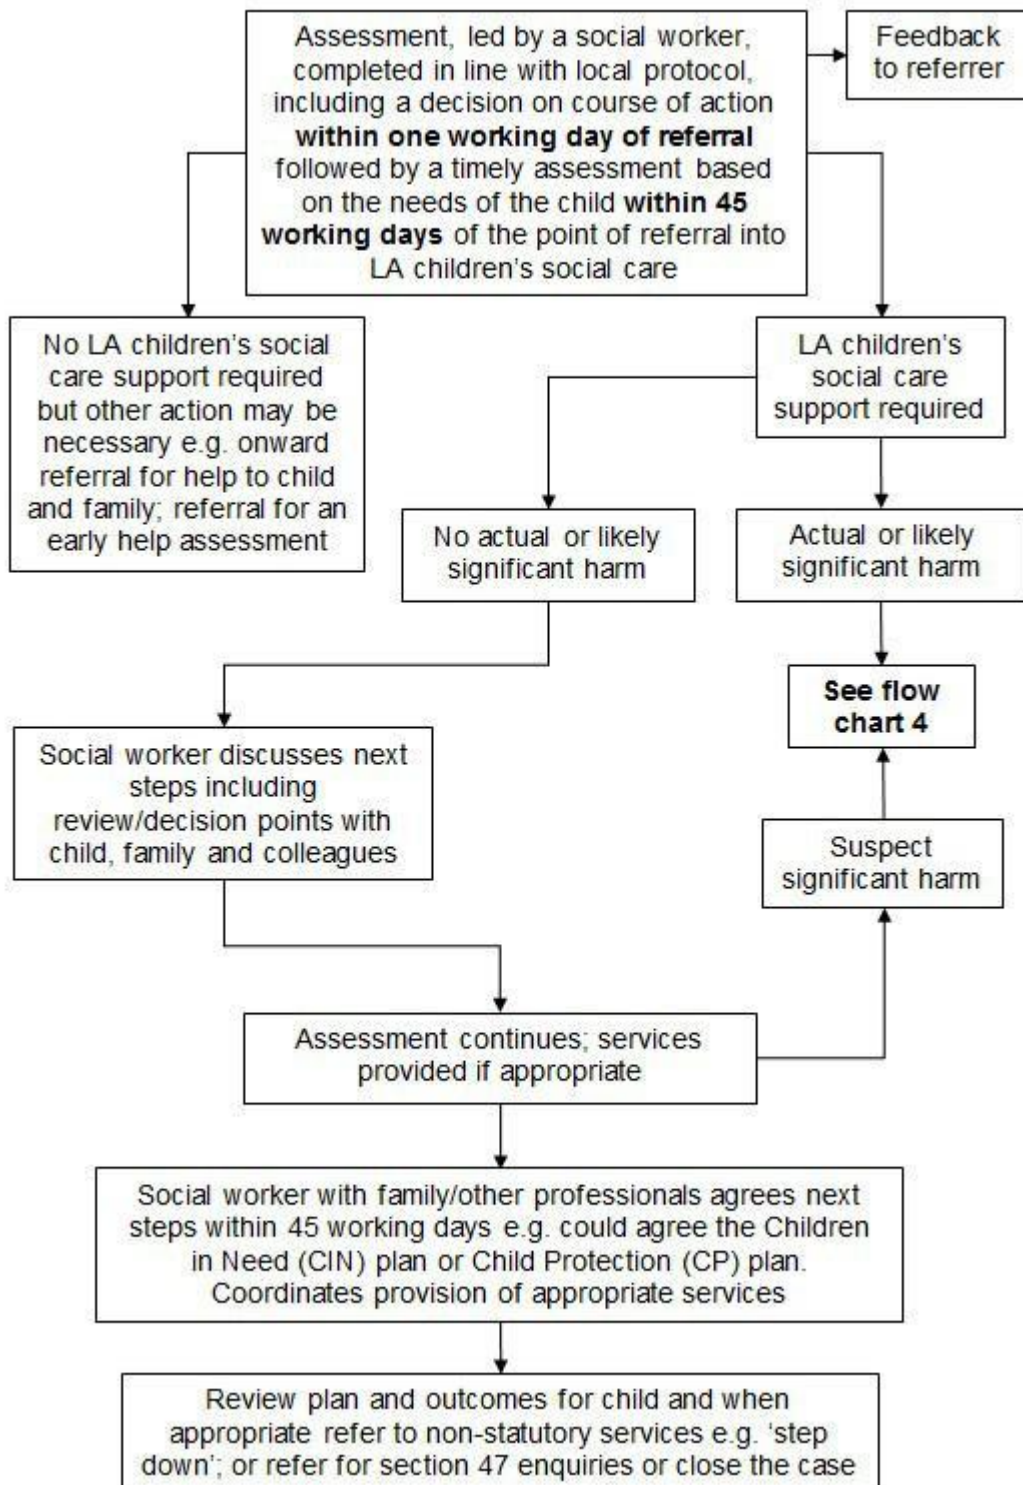 Assessment, led by a social worker,
completed in line with local protocol,
including a decision on course of action
within one working day of referral
followed by a timely assessment based
on the needs of the child within 45
working days of the point of referral into
LA children's social care
Feedback
to referrer
No LA children's social
care support required
but other action may be
necessary e.g. onward
referral for help to child
and family; referral for an
early help assessment
LA children's
social care
support required
No actual or likely
significant harm
Actual or likely
significant harm
See flow
chart 4
Social worker discusses next
steps including
review/decision points with
child, family and colleagues
Suspect
significant harm
Assessment continues; services
provided if appropriate
Social worker with family/other professionals agrees next
steps within 45 working days e.g. could agree the Children
in Need (CIN) plan or Child Protection (CP) plan.
Coordinates provision of appropriate services
Review plan and outcomes for child and when
appropriate refer to non-statutory services e.g. 'step
down'; or refer for section 47 enquiries or close the case